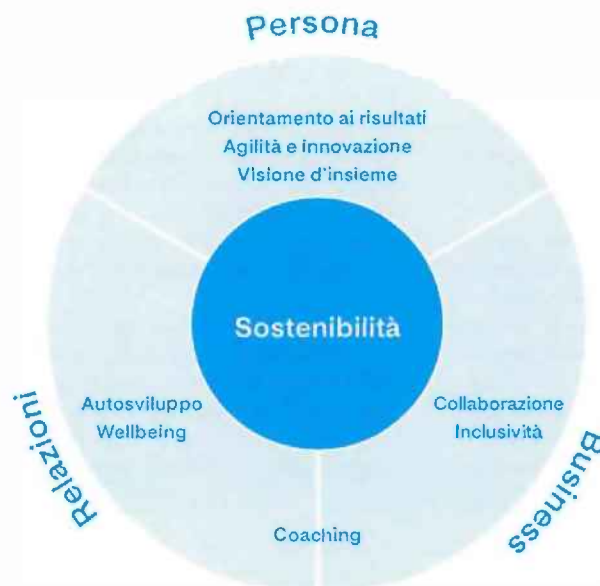 Persona
Orientamento ai risultati
Agilità e innovazione
Visione d'insieme
Sostenibilità
Relazioni
Autosviluppo
Wellbeing
Collaborazione
Inclusività
Business
Coaching